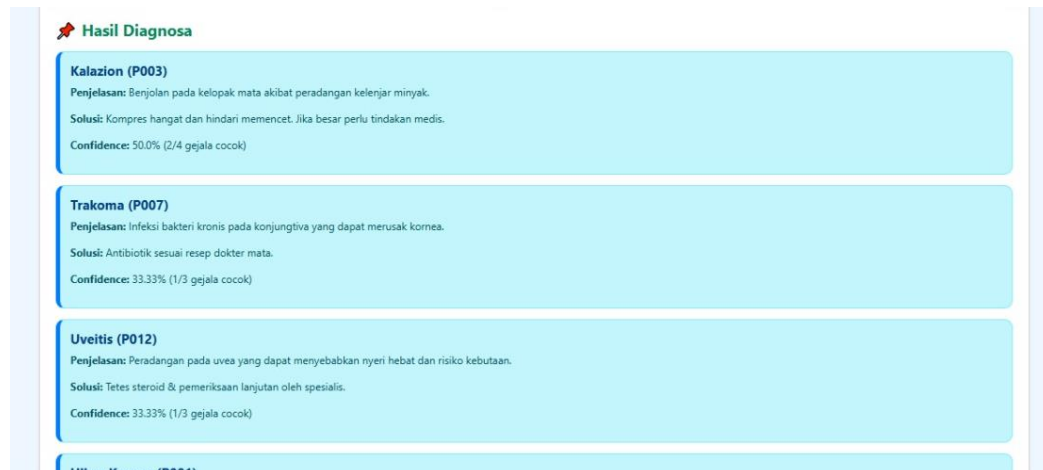 Hasil Diagnosa
Kalazion (P003)
Penjelasan: Benjolan pada kelopak mata akibat peradangan kelenjar minyak.
Solusi: Kompres hangat dan hindari memencet. Jika besar perlu tindakan medis.
Confidence: 50.0% (2/4 gejala cocok)
Trakoma (P007)
Penjelasan: Infeksi bakteri kronis pada konjungtiva yang dapat merusak kornea.
Solusi: Antibiotik sesuai resep dokter mata.
Confidence: 33.33% (1/3 gejala cocok)
Uveitis (P012)
Penjelasan: Peradangan pada uvea yang dapat menyebabkan nyeri hebat dan risiko kebutaan.
Solusi: Tetes steroid & pemeriksaan lanjutan oleh spesialis.
Confidence: 33.33% (1/3 gejala cocok)